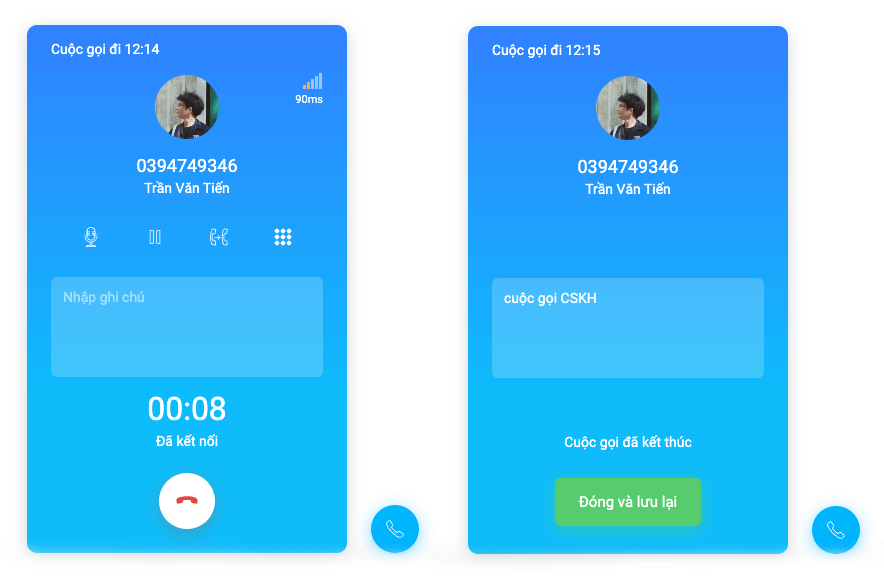 Cuộc gọi đi 12:14
90ms
0394749346
Trần Văn Tiến
Nhập ghi chú
00:08
Đã kết nối
Cuộc gọi đi 12:15
0394749346
Trần Văn Tiến
cuộc gọi CSKH
Cuộc gọi đã kết thúc
Đóng và lưu lại